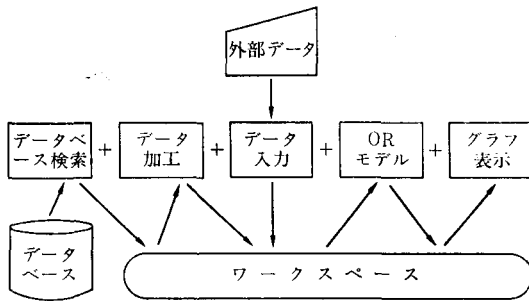 外部データ
データベ
ース検索
+
データ
加工
+
データ
入力
+
OR
モデル
+
グラフ
表示
データ
ベース
ワークスペース